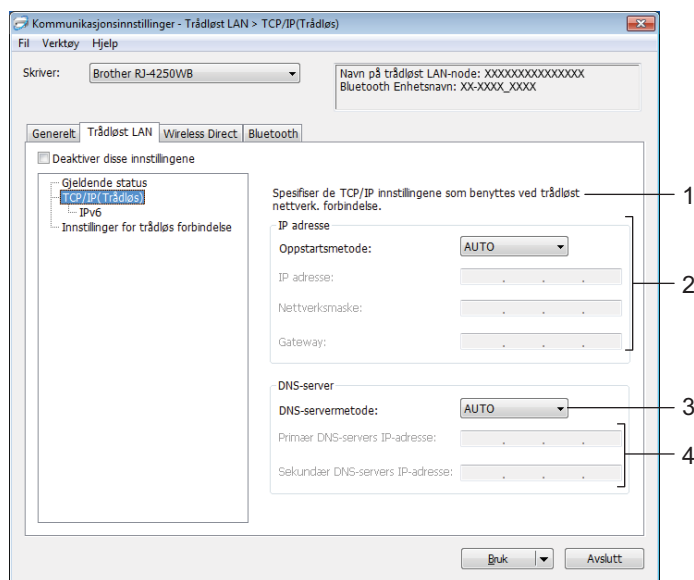 Kommunikasjonsinnstillinger - Trådløst LAN > TCP/IP(Trådløs)
Fil Verktøy Hjelp
Skriver: Brother RJ-4250WB
Navn på trådløst LAN-node: XXXXXXXXXXXXXXX
Bluetooth Enhetsnavn: XX-XXXX_XXXX
Generelt Trådløst LAN Wireless Direct Bluetooth
Deaktiver disse innstillingene
Gjeldende status
TCP/IP(Trådløs)
IPv6
Innstilinger for trådløs forbindelse
Spesifiser de TCP/IP innstillingene som benyttes ved trådløst
nettverk. forbindelse.
1
IP adresse
Oppstartsmetode: AUTO
IP adresse: . . .
2
Nettverksmaske: . . .
Gateway: . . .
DNS-server
DNS-servermetode: AUTO
3
Primær DNS-servers IP-adresse: . . .
4
Sekundær DNS-servers IP-adresse: . . .
Bruk Avslutt